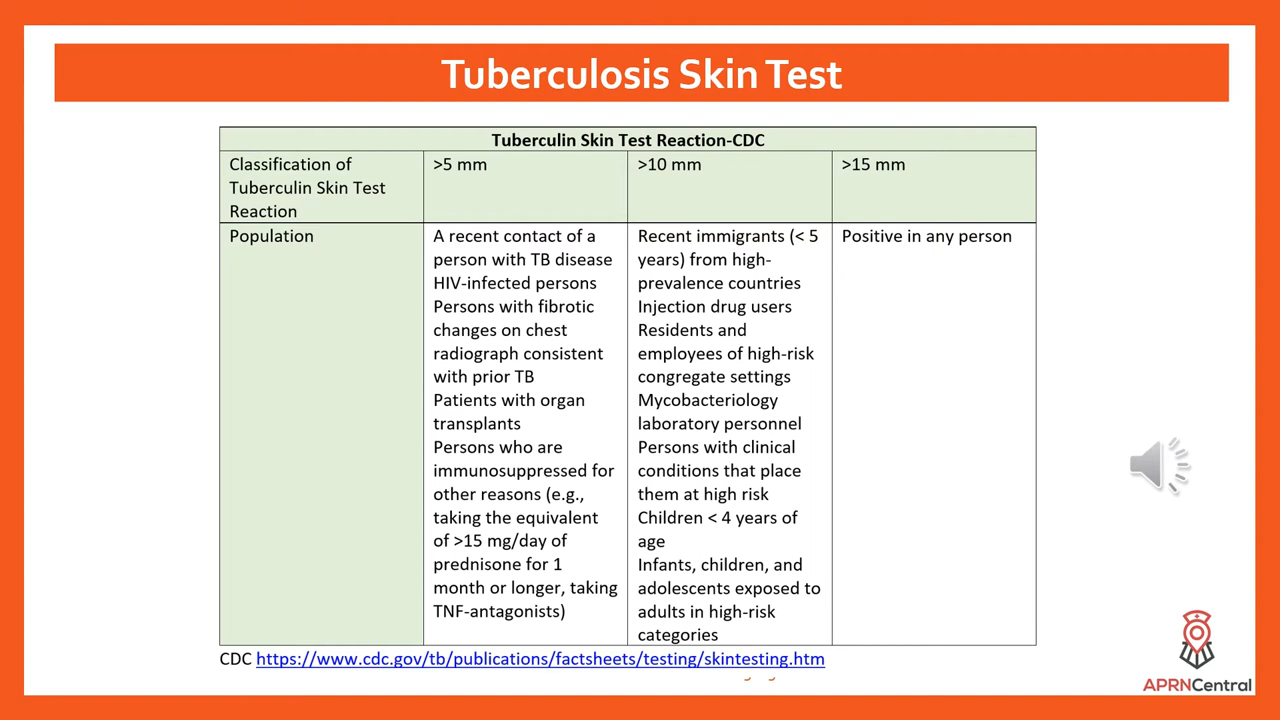 Tuberculosis Skin Test
Tuberculin Skin Test Reaction-CDC
Classification of
Tuberculin Skin Test
Reaction
>5 mm
>10 mm
>15 mm
Population
A recent contact of a
person with TB disease
HIV-infected persons
Persons with fibrotic
changes on chest
radiograph consistent
with prior TB
Patients with organ
transplants
Persons who are
immunosuppressed for
other reasons (e.g.,
taking the equivalent
of >15 mg/day of
prednisone for 1
month or longer, taking
TNF-antagonists)
Recent immigrants (< 5
years) from high-
prevalence countries
Injection drug users
Residents and
employees of high-risk
congregate settings
Mycobacteriology
laboratory personnel
Persons with clinical
conditions that place
them at high risk
Children < 4 years of
age
Infants, children, and
adolescents exposed to
adults in high-risk
categories
Positive in any person
CDC https://www.cdc.gov/tb/publications/factsheets/testing/skintesting.htm
APRNCentral